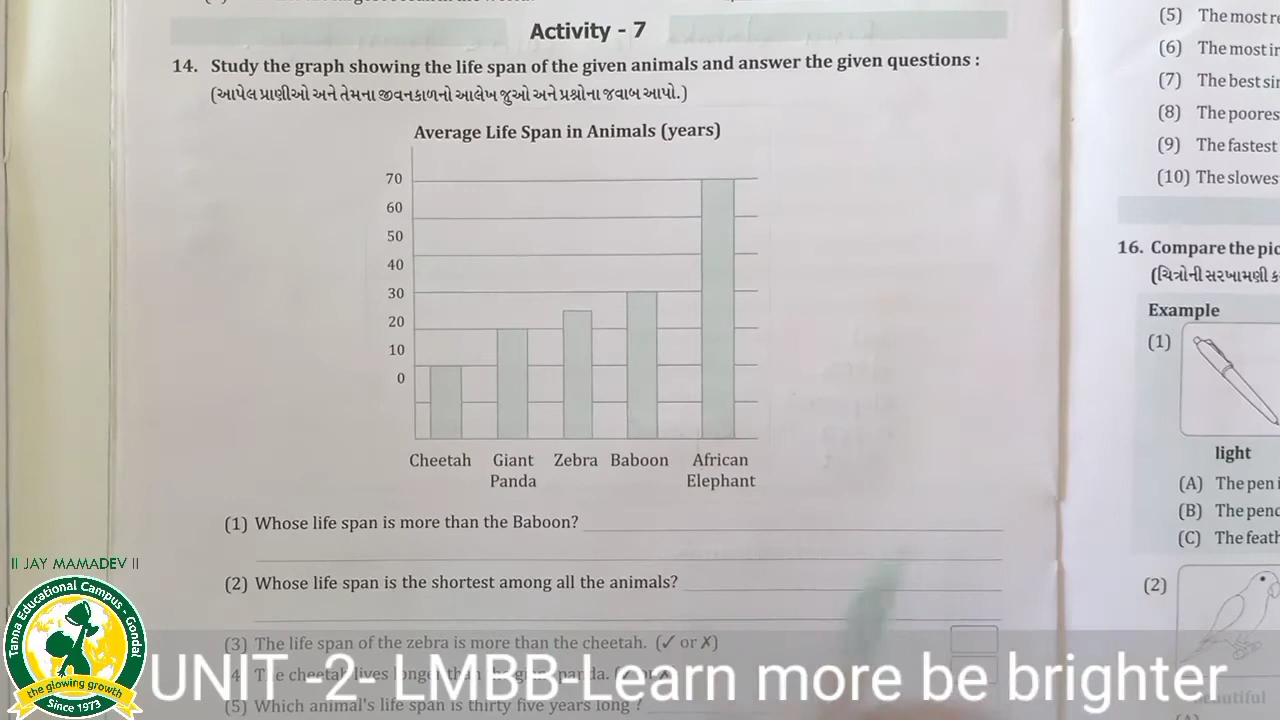 Activity - 7
14. Study the graph showing the life span of the given animals and answer the given questions :
(આપેલ પ્રાણીઓ અને તેમના જીવનકાળનો આલેખ જુઓ અને પ્રશ્નોના જવાબ આપો.)
Average Life Span in Animals (years)
70
60
50
40
30
20
10
0
Cheetah Giant Panda Zebra Baboon African Elephant
(1) Whose life span is more than the Baboon?
(2) Whose life span is the shortest among all the animals?
(3) The life span of the zebra is more than the cheetah. (✓ or ✗)
cheetah lives longer than panda.
(5) Which animal's life span is thirty five years long ?
(5) The most
(6) The most
(7) The best
(8) The
(9) The fastest
(10) The
16. Compare the
(ચિત્રોની સરખામણી
Example
(1)
light
(A) The pen
(B) The
(C) The
(2)
(A)
|| JAY MAMADEV ||
Tanna Educational Campus - Gondal
the glowing growth
Since 1973
UNIT -2 LMBB-Learn more be brighter